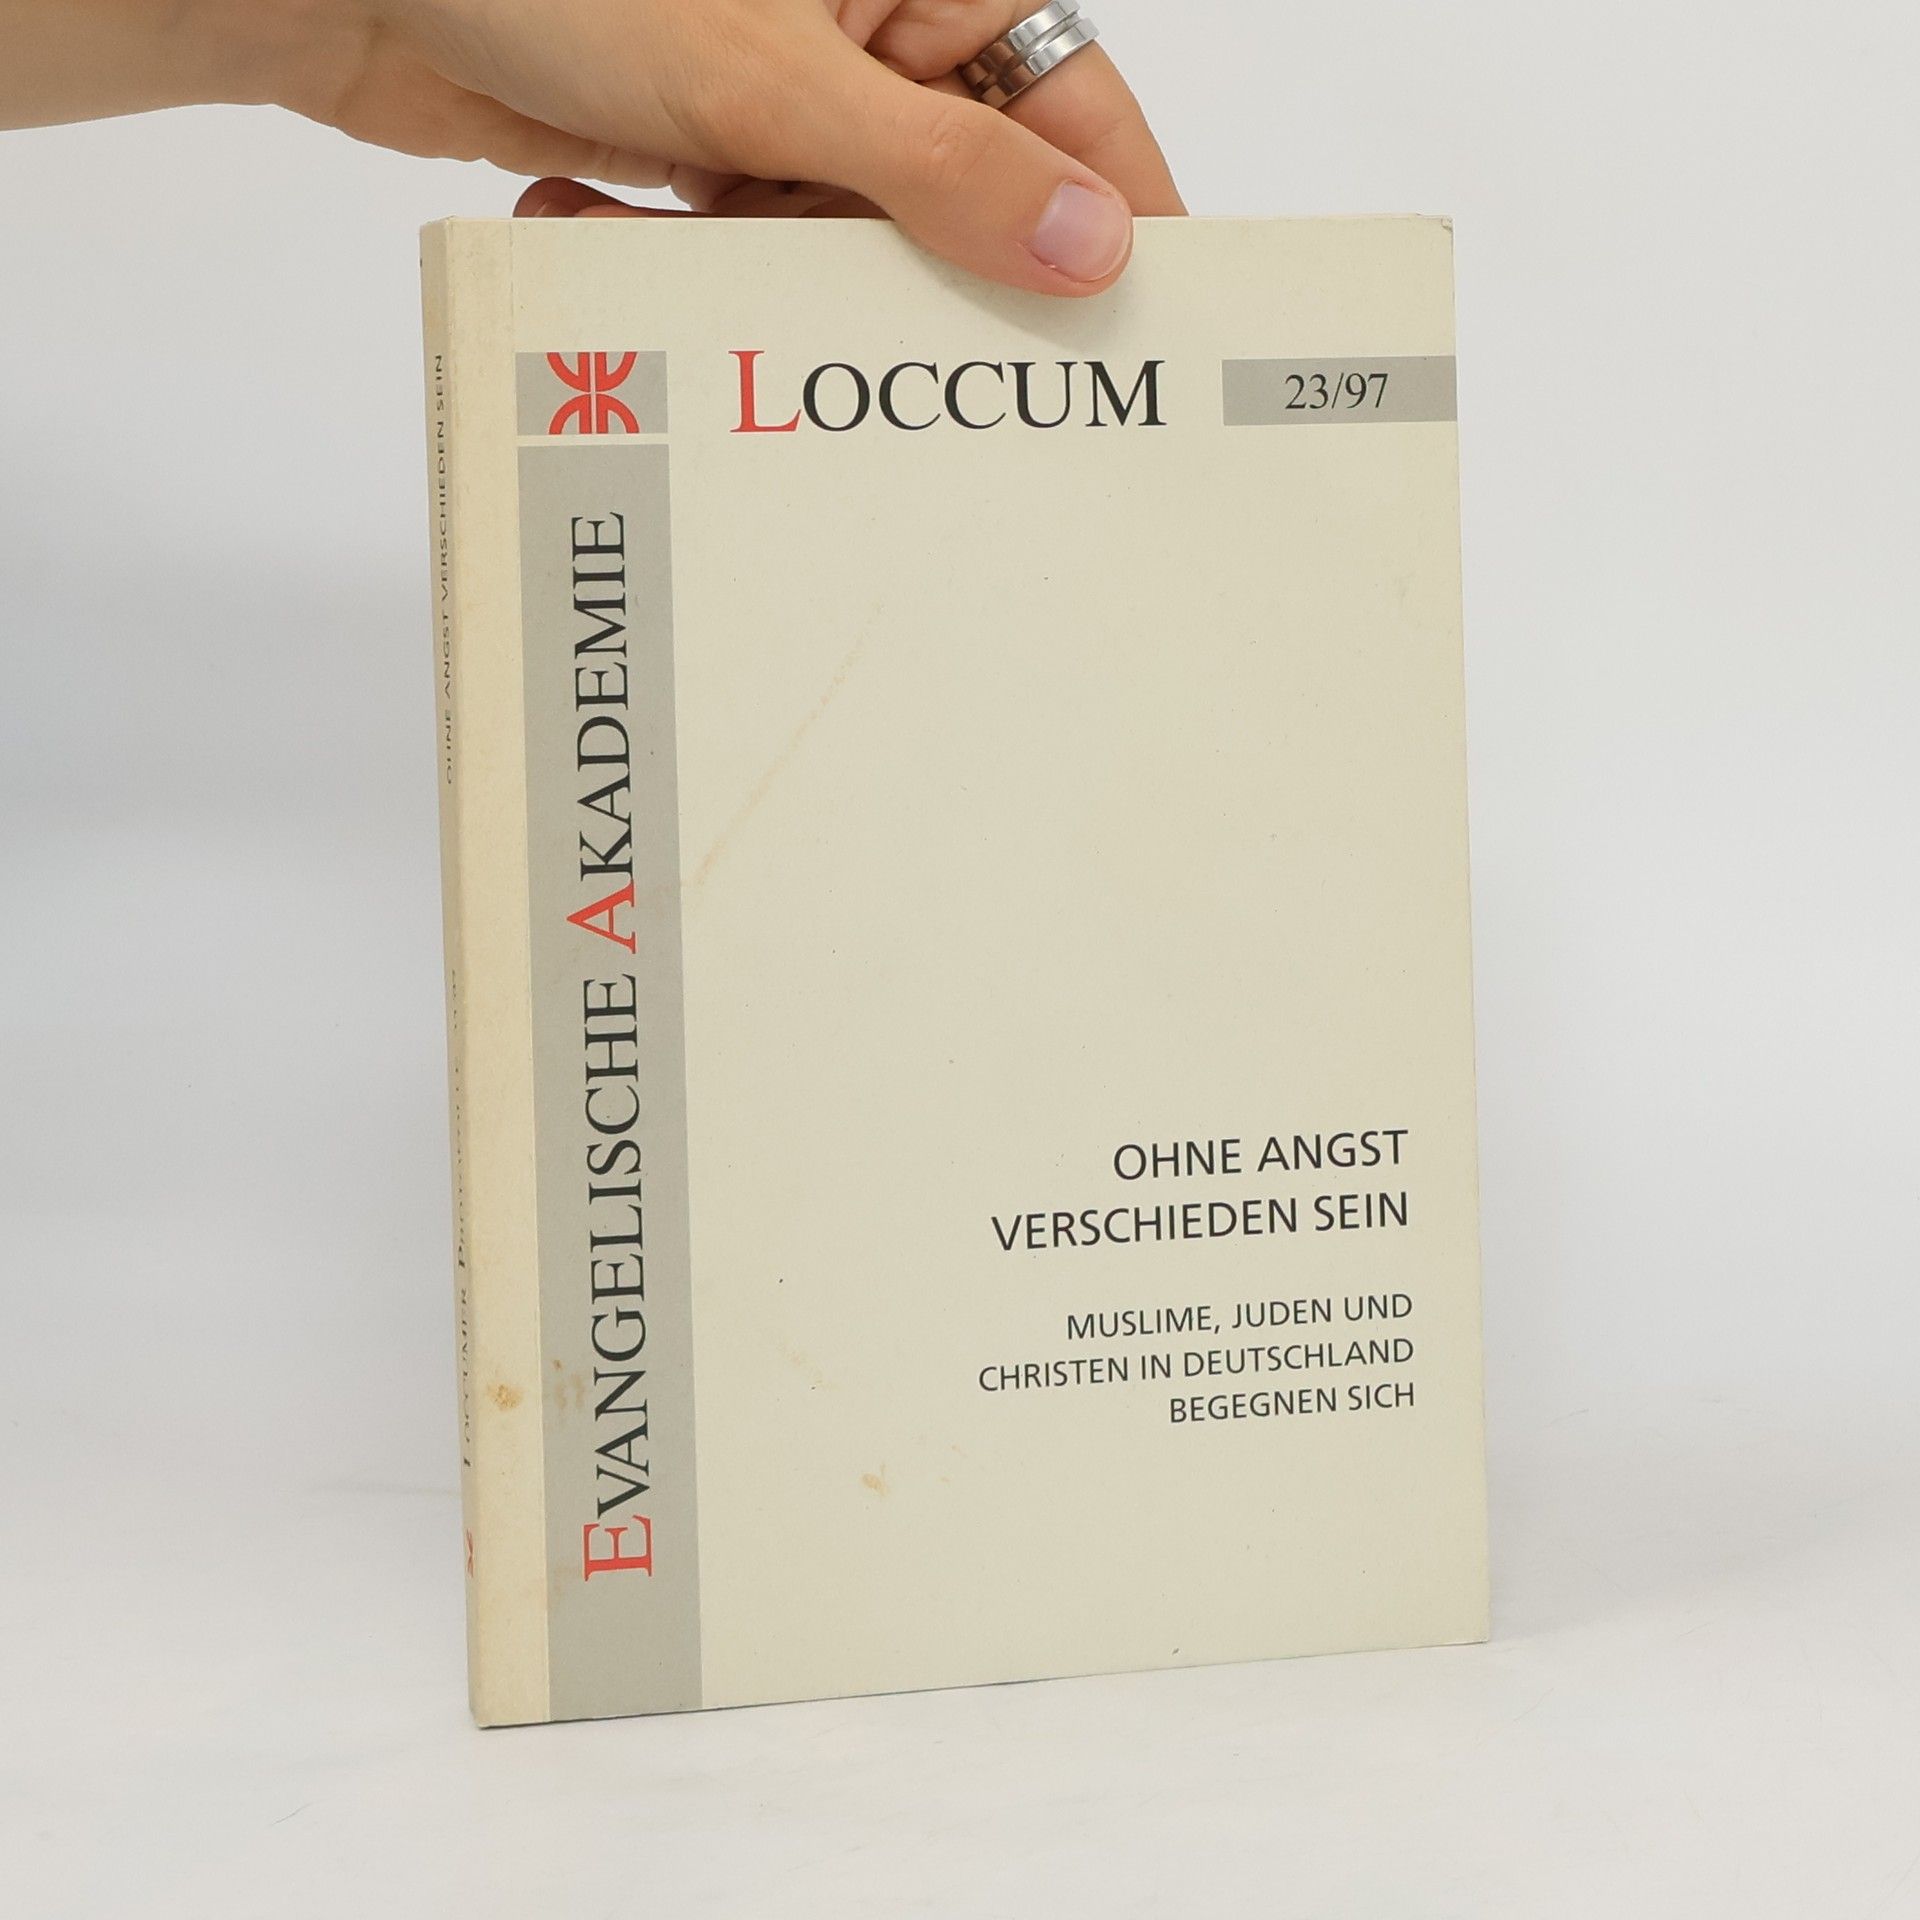 LOCCUM
23/97
EVANGELISCHE AKADEMIE
OHNE ANGST
VERSCHIEDEN SEIN
MUSLIME, JUDEN UND
CHRISTEN IN DEUTSCHLAND
BEGEGNEN SICH
OHNE ANGST VERSCHIEDEN SEIN
LOCCUMER